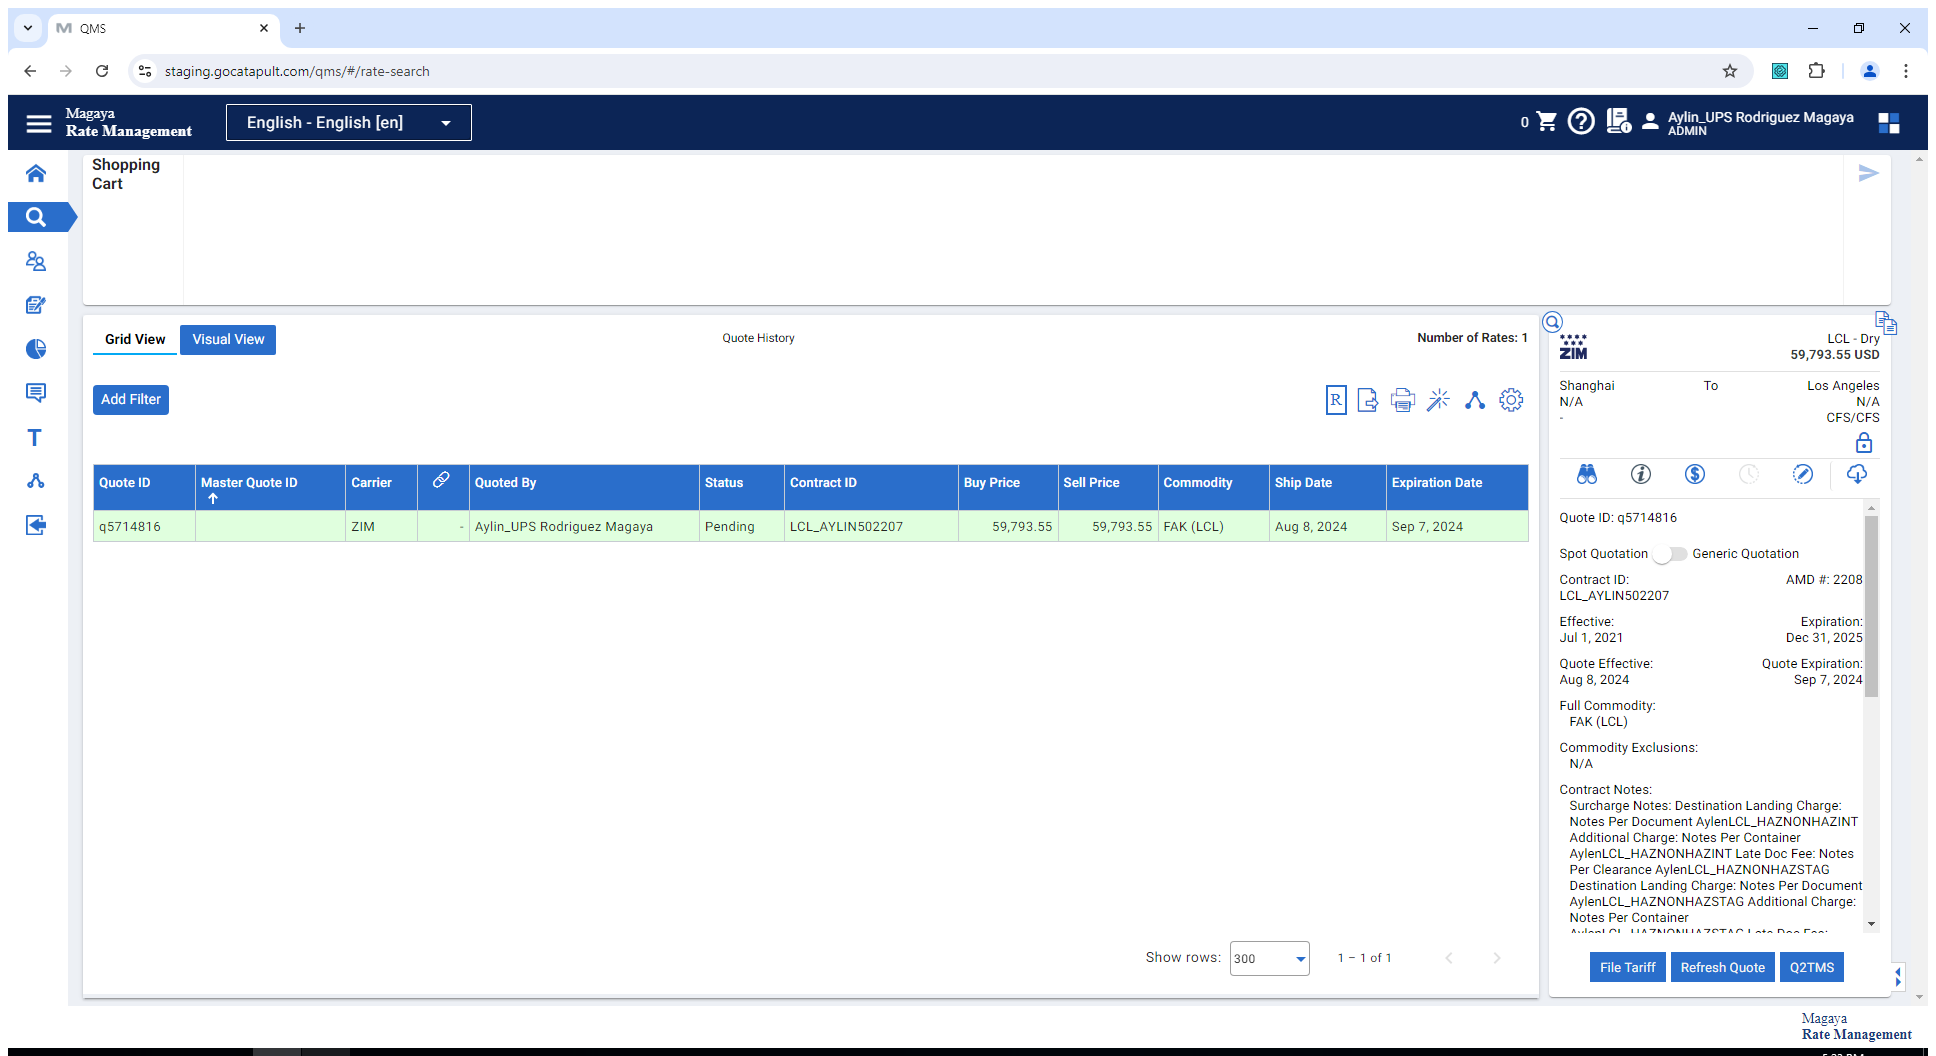 QMS
staging.gocatapult.com/qms/#/rate-search
Magaya
Rate Management
English - English [en]
0
Aylin_UPS Rodriguez Magaya
ADMIN
Shopping
Cart
Grid View
Visual View
Quote History
Number of Rates: 1
Add Filter
R
Quote ID
Master Quote ID
Carrier
Quoted By
Status
Contract ID
Buy Price
Sell Price
Commodity
Ship Date
Expiration Date
q5714816
ZIM
-
Aylin_UPS Rodriguez Magaya
Pending
LCL_AYLIN502207
59,793.55
59,793.55
FAK (LCL)
Aug 8, 2024
Sep 7, 2024
Show rows:
300
1 – 1 of 1
T
ZIM
LCL - Dry
59,793.55 USD
Shanghai
To
Los Angeles
N/A
N/A
-
CFS/CFS
Quote ID: q5714816
Spot Quotation
Generic Quotation
Contract ID:
AMD #: 2208
LCL_AYLIN502207
Effective:
Expiration:
Jul 1, 2021
Dec 31, 2025
Quote Effective:
Quote Expiration:
Aug 8, 2024
Sep 7, 2024
Full Commodity:
FAK (LCL)
Commodity Exclusions:
N/A
Contract Notes:
Surcharge Notes: Destination Landing Charge:
Notes Per Document AylenLCL_HAZNONHAZINT
Additional Charge: Notes Per Container
AylenLCL_HAZNONHAZINT Late Doc Fee: Notes
Per Clearance AylenLCL_HAZNONHAZSTAG
Destination Landing Charge: Notes Per Document
AylenLCL_HAZNONHAZSTAG Additional Charge:
Notes Per Container
AylenLCL_HAZNONHAZSTAG Late Doc Fee:
File Tariff
Refresh Quote
Q2TMS
Magaya
Rate Management